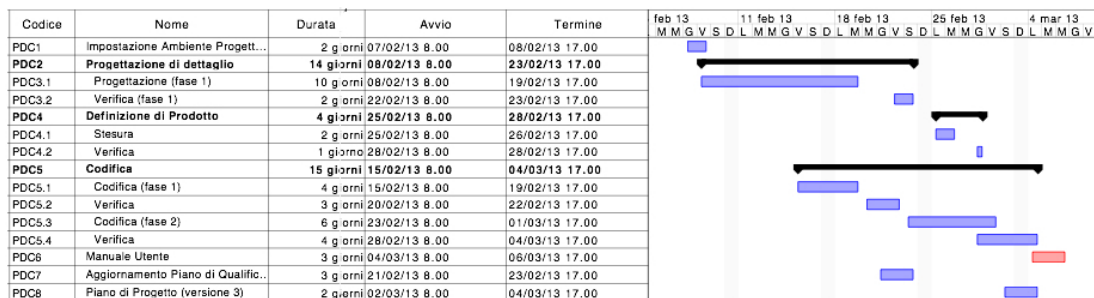 Codice Nome Durata Avvio Termine feb 13 11 feb 13 18 feb 13 25 feb 13 4 mar 13
M M G V S D L M M G V S D L M M G V S D L M M G V S D L M M G V
PDC1 Impostazione Ambiente Progett... 2 giorni 07/02/13 8.00 08/02/13 17.00
PDC2 Progettazione di dettaglio 14 giorni 08/02/13 8.00 23/02/13 17.00
PDC3.1 Progettazione (fase 1) 10 giorni 08/02/13 8.00 19/02/13 17.00
PDC3.2 Verifica (fase 1) 2 giorni 22/02/13 8.00 23/02/13 17.00
PDC4 Definizione di Prodotto 4 giorni 25/02/13 8.00 28/02/13 17.00
PDC4.1 Stesura 2 giorni 25/02/13 8.00 26/02/13 17.00
PDC4.2 Verifica 1 giorno 28/02/13 8.00 28/02/13 17.00
PDC5 Codifica 15 giorni 15/02/13 8.00 04/03/13 17.00
PDC5.1 Codifica (fase 1) 4 giorni 15/02/13 8.00 19/02/13 17.00
PDC5.2 Verifica 3 giorni 20/02/13 8.00 22/02/13 17.00
PDC5.3 Codifica (fase 2) 6 giorni 23/02/13 8.00 01/03/13 17.00
PDC5.4 Verifica 4 giorni 28/02/13 8.00 04/03/13 17.00
PDC6 Manuale Utente 3 giorni 04/03/13 8.00 06/03/13 17.00
PDC7 Aggiornamento Piano di Qualific... 3 giorni 21/02/13 8.00 23/02/13 17.00
PDC8 Piano di Progetto (versione 3) 2 giorni 02/03/13 8.00 04/03/13 17.00